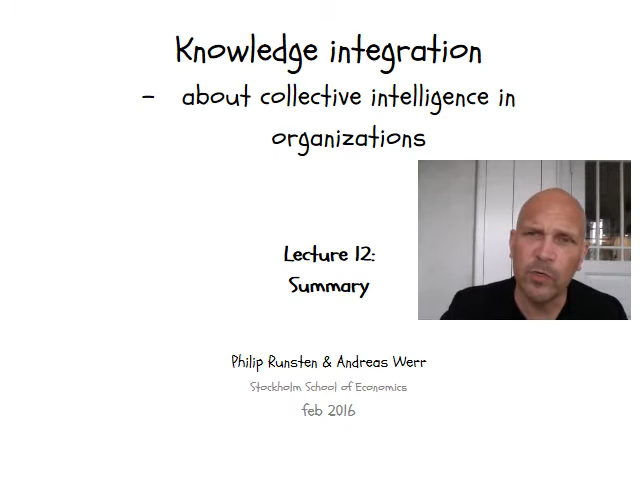 Knowledge integration
- about collective intelligence in
organizations
Lecture 12:
Summary
Philip Runsten & Andreas Werr
Stockholm School of Economics
feb 2016